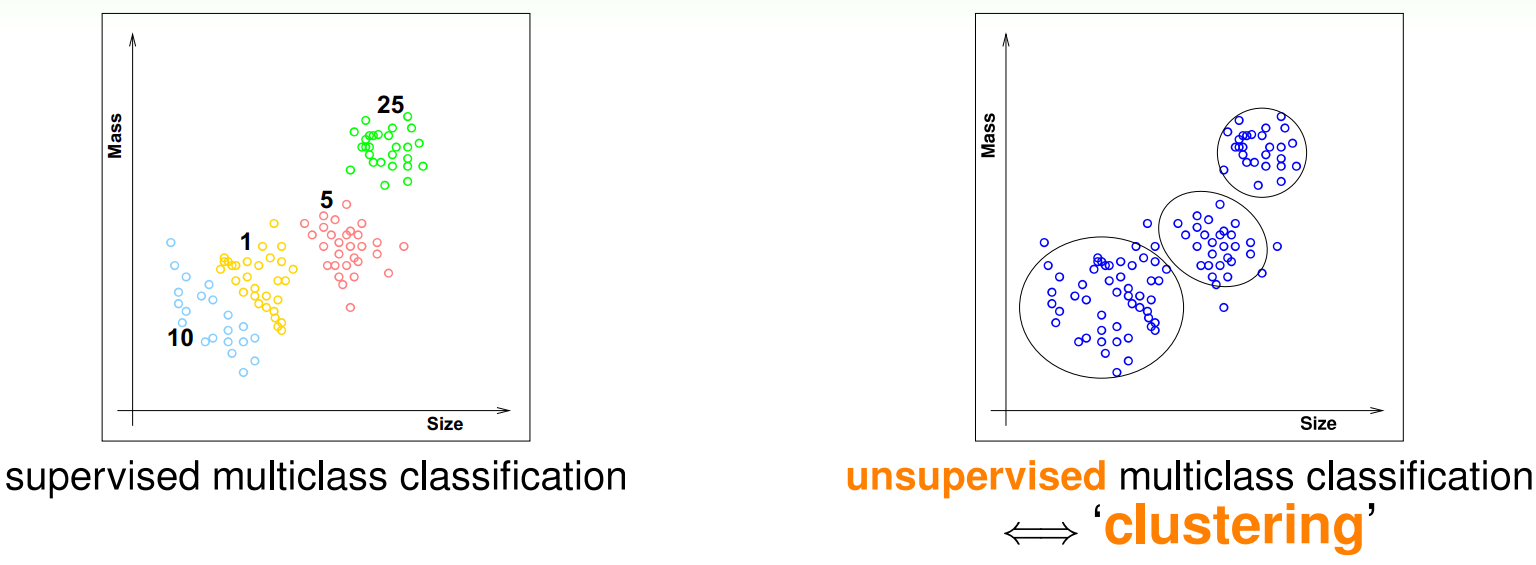 Mass
25
5
1
10
Size
supervised multiclass classification
Mass
Size
unsupervised multiclass classification
⟺ ‘clustering’